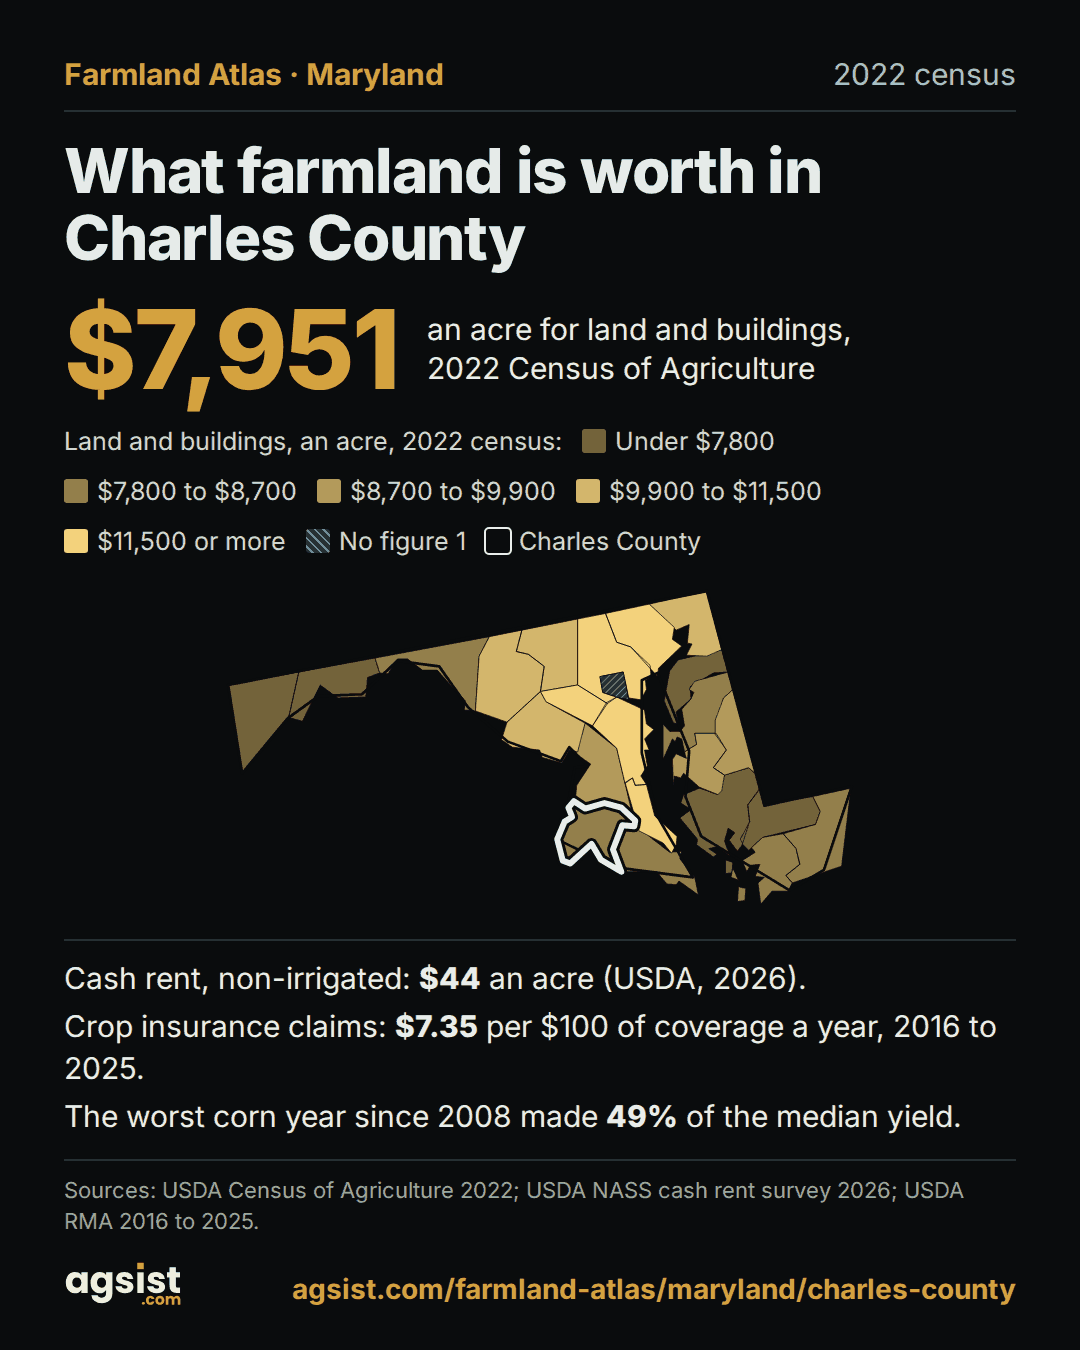 Farmland Atlas · Maryland
2022 census
What farmland is worth in
Charles County
$7,951
an acre for land and buildings,
2022 Census of Agriculture
Land and buildings, an acre, 2022 census: Under $7,800
$7,800 to $8,700 $8,700 to $9,900 $9,900 to $11,500
$11,500 or more No figure 1 Charles County
Cash rent, non-irrigated: $44 an acre (USDA, 2026).
Crop insurance claims: $7.35 per $100 of coverage a year, 2016 to
2025.
The worst corn year since 2008 made 49% of the median yield.
Sources: USDA Census of Agriculture 2022; USDA NASS cash rent survey 2026; USDA
RMA 2016 to 2025.
agsist
.com
agsist.com/farmland-atlas/maryland/charles-county